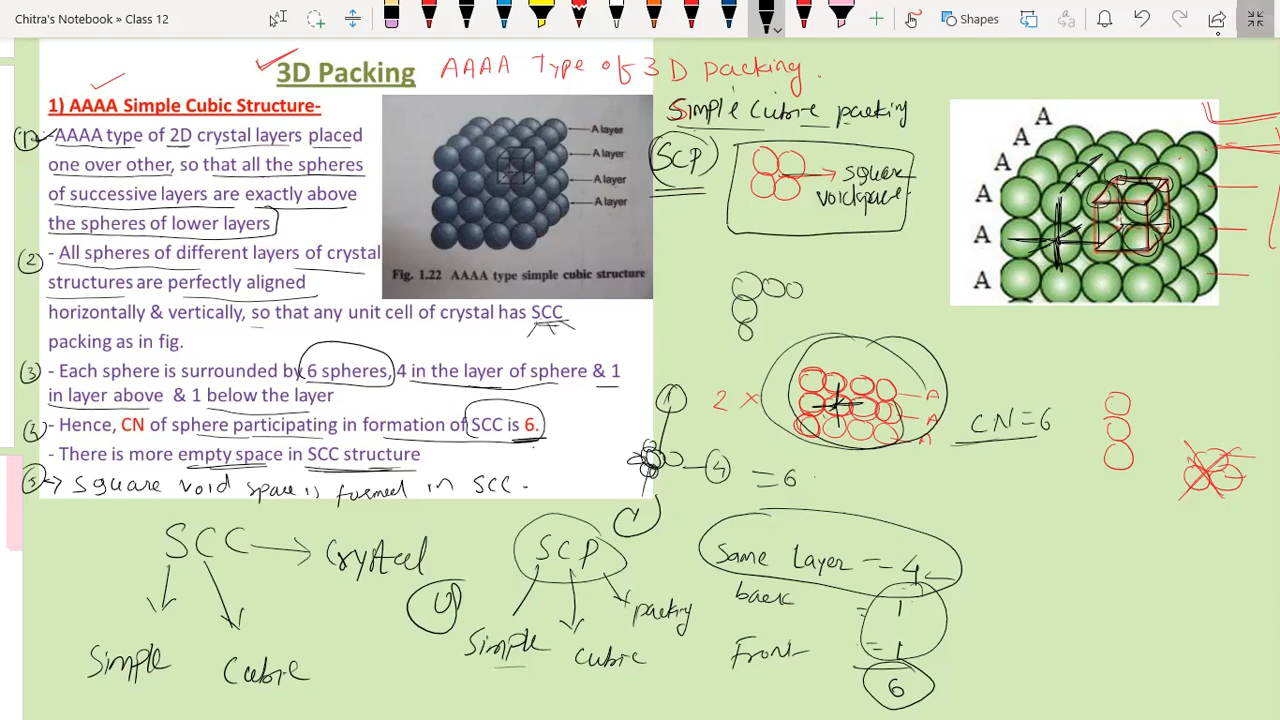 Chitra's Notebook » Class 12
Shapes
3D Packing
AAAA Type of 3 D packing.
1) AAAA Simple Cubic Structure-
① AAAA type of 2D crystal layers placed
one over other, so that all the spheres
of successive layers are exactly above
the spheres of lower layers
② - All spheres of different layers of crystal
structures are perfectly aligned
horizontally & vertically, so that any unit cell of crystal has SCC
packing as in fig.
③ - Each sphere is surrounded by 6 spheres, 4 in the layer of sphere & 1
in layer above & 1 below the layer
- Hence, CN of sphere participating in formation of SCC is 6.
- There is more empty space in SCC structure
⑤ → Square void space is formed in SCC.
A layer
A layer
A layer
A layer
Fig. 1.22 AAAA type simple cubic structure
Simple Cubic packing
SCP
square
void space
A
A
A
A
A
A
2 ×
A
A
A
CN = 6
1
4
= 6
1
SCC → Crystal
Simple
Cubic
SCP
Simple
cubic
packing
Same Layer = 4
back = 1
Front = 1
6